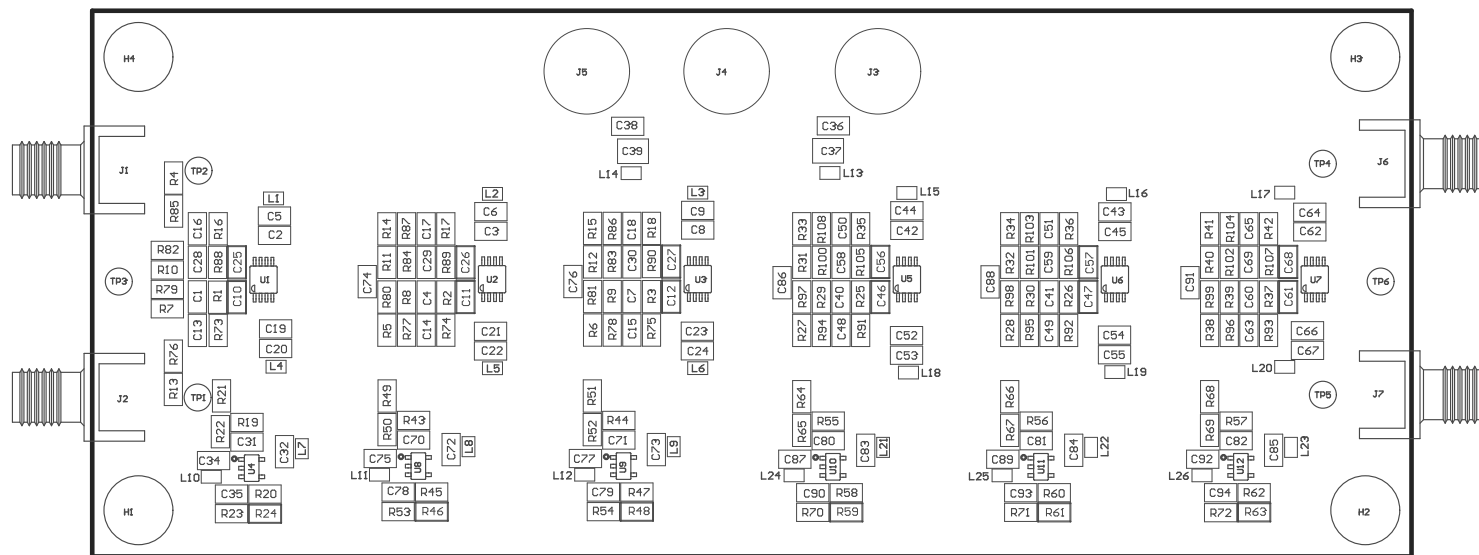 H4
J5
J4
J3
H3
C38
C36
C39
C37
J1
TP2
R4
L14
L13
TP4
J6
R85
L1
L2
L3
L15
L16
L17
C5
C2
C6
C3
C9
C8
C44
C42
C43
C45
C64
C62
C16
R16
R14
R87
C17
R17
R15
R86
C18
R18
R33
R108
C50
R35
R34
R103
C51
R36
R41
R104
C65
R42
R82
R10
R79
R7
TP3
C28
R88
C25
U1
C74
R11
R84
C29
R89
C26
U2
C76
R12
R83
C30
R90
C27
U3
C86
R31
R100
C58
R105
C56
U5
C88
R32
R101
C59
R106
C57
U6
C91
R40
R102
C69
R107
C68
U7
TP6
C1
R1
C10
R80
R8
C4
R2
C11
R81
R9
C7
R3
C12
R97
R29
C40
R25
C46
R98
R30
C41
R26
C47
R99
R39
C60
R37
C61
C13
R73
R5
R77
C14
R74
R6
R78
C15
R75
R27
R94
C48
R91
R28
R95
C49
R92
R38
R96
C63
R93
C19
C20
L4
C21
C22
L5
C23
C24
L6
C52
C53
L18
C54
C55
L19
C66
C67
L20
R76
R13
TP1
R21
J2
R49
R51
R64
R66
R68
TP5
J7
R22
R19
C31
C32
L7
R50
R43
C70
C72
L8
R52
R44
C71
C73
L9
R65
R55
C80
C83
L21
R67
R56
C81
C84
L22
R69
R57
C82
C85
L23
C34
L10
U4
C75
L11
U8
C77
L12
U9
C87
L24
U10
C89
L25
U11
C92
L26
U12
H1
C35
R20
R23
R24
C78
R45
R53
R46
C79
R47
R54
R48
C90
R58
R70
R59
C93
R60
R71
R61
C94
R62
R72
R63
H2